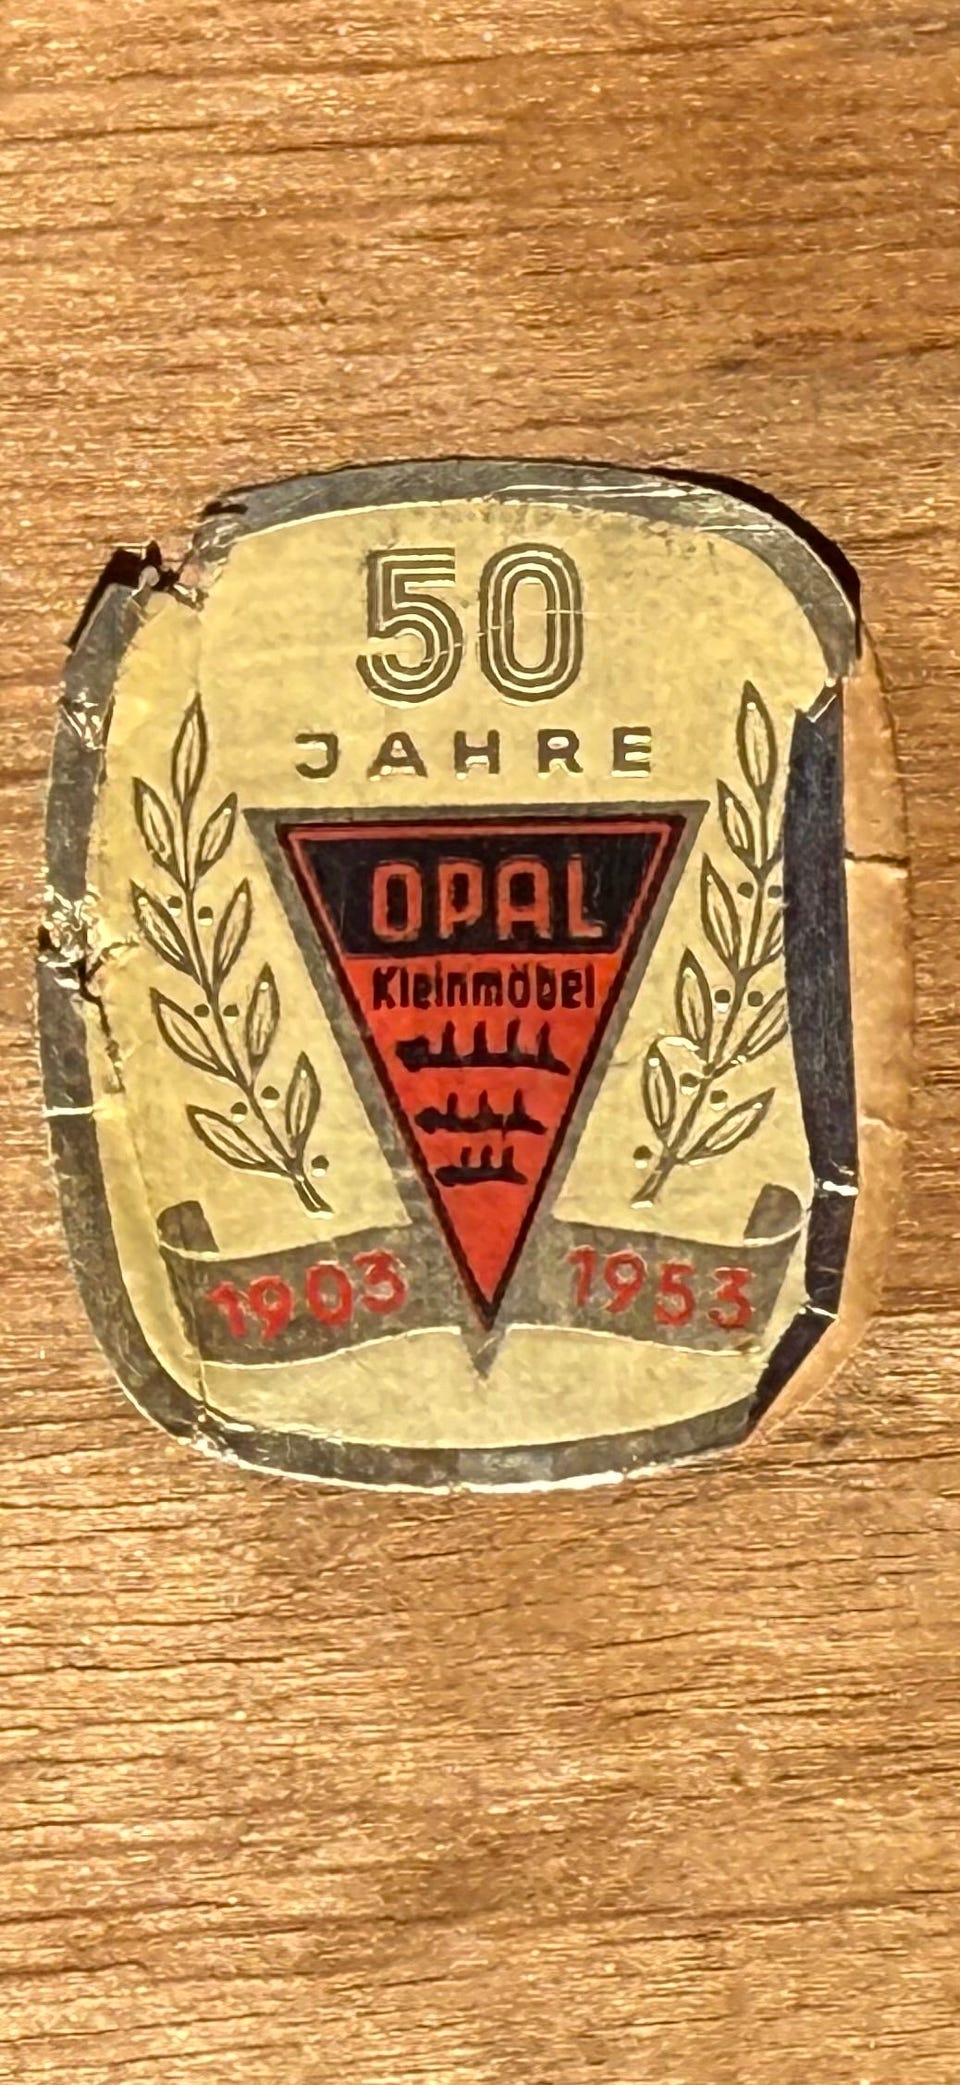 50
JAHRE
OPAL
Kleinmöbel
1903 1953